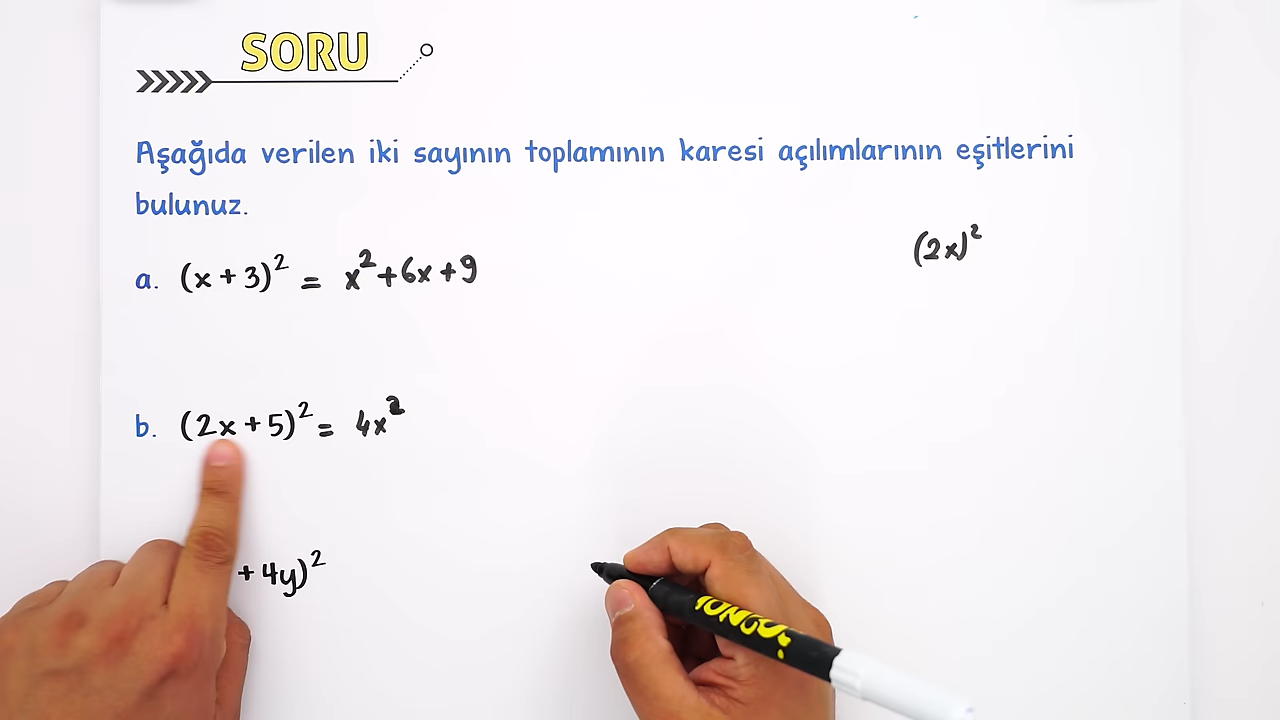 SORU
Aşağıda verilen iki sayının toplamının karesi açılımlarının eşitlerini
bulunuz.
(2x)²
a. (x + 3)² = x² + 6x + 9
b. (2x + 5)² = 4x²
+ 4y)²